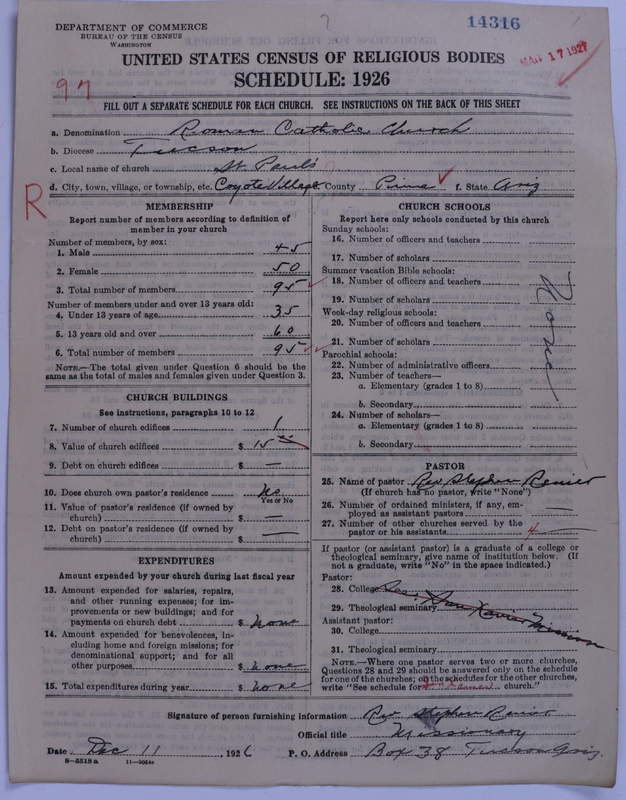 DEPARTMENT OF COMMERCE
BUREAU OF THE CENSUS
WASHINGTON
14316
MAR 17 1927
UNITED STATES CENSUS OF RELIGIOUS BODIES
SCHEDULE: 1926
97
FILL OUT A SEPARATE SCHEDULE FOR EACH CHURCH. SEE INSTRUCTIONS ON THE BACK OF THIS SHEET
a. Denomination Roman Catholic Church
b. Diocese Tucson
c. Local name of church St Paul's
d. City, town, village, or township, etc. Coyote Village County Pima f. State Ariz
R
MEMBERSHIP
Report number of members according to definition of
member in your church
Number of members, by sex:
1. Male 45
2. Female 50
3. Total number of members 95
Number of members under and over 13 years old:
4. Under 13 years of age 35
5. 13 years old and over 60
6. Total number of members 95
NOTE.—The total given under Question 6 should be
same as the total of males and females given under Question 3.
CHURCH BUILDINGS
See instructions, paragraphs 10 to 12
7. Number of church edifices 1
8. Value of church edifices $ 15
9. Debt on church edifices $ —
10. Does church own pastor's residence No
Yes or No
11. Value of pastor's residence (if owned by
church) $ —
12. Debt on pastor's residence (if owned by
church) $ —
EXPENDITURES
Amount expended by your church during last fiscal year
13. Amount expended for salaries, repairs,
and other running expenses; for im-
provements or new buildings; and for
payments on church debt $ none
14. Amount expended for benevolences, in-
cluding home and foreign missions; for
denominational support; and for all
other purposes $ none
15. Total expenditures during year $ none
CHURCH SCHOOLS
Report here only schools conducted by this church
Sunday schools:
16. Number of officers and teachers
17. Number of scholars
Summer vacation Bible schools:
18. Number of officers and teachers
19. Number of scholars
Week-day religious schools:
20. Number of officers and teachers
21. Number of scholars
Parochial schools:
22. Number of administrative officers
23. Number of teachers—
a. Elementary (grades 1 to 8)
b. Secondary
24. Number of scholars—
a. Elementary (grades 1 to 8)
b. Secondary
None
PASTOR
25. Name of pastor Rev Stephen Renier
(If church has no pastor, write "None")
26. Number of ordained ministers, if any, em-
ployed as assistant pastors —
27. Number of other churches served by the
pastor or his assistants 4
If pastor (or assistant pastor) is a graduate of a college or
theological seminary, give name of institution below. (If
not a graduate, write "No" in the space indicated.)
Pastor:
28. College See: San Xavier Mission
29. Theological seminary
Assistant pastor:
30. College
31. Theological seminary
NOTE.—Where one pastor serves two or more churches,
Questions 28 and 29 should be answered only on the schedule
for one of the churches; on the schedules for the other churches,
write "See schedule for church."
Signature of person furnishing information Rev Stephen Renier
Official title Missionary
Date Dec 11, 1926 P. O. Address Box 38 Tucson Ariz.
8—5518 a